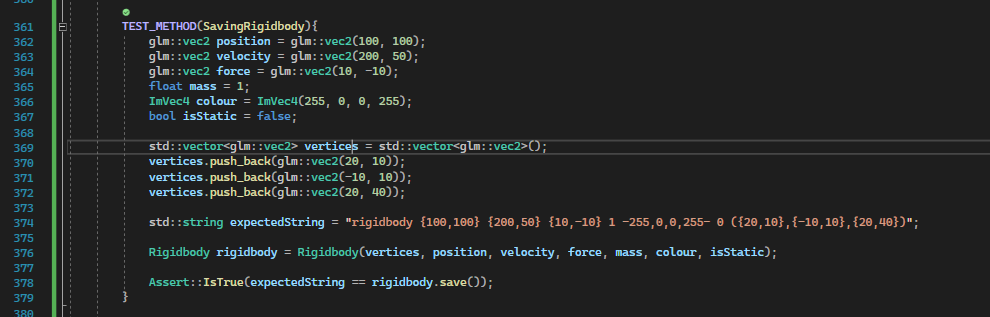 361 TEST_METHOD(SavingRigidbody){
362 glm::vec2 position = glm::vec2(100, 100);
363 glm::vec2 velocity = glm::vec2(200, 50);
364 glm::vec2 force = glm::vec2(10, -10);
365 float mass = 1;
366 ImVec4 colour = ImVec4(255, 0, 0, 255);
367 bool isStatic = false;
368
369 std::vector<glm::vec2> vertices = std::vector<glm::vec2>();
370 vertices.push_back(glm::vec2(20, 10));
371 vertices.push_back(glm::vec2(-10, 10));
372 vertices.push_back(glm::vec2(20, 40));
373
374 std::string expectedString = "rigidbody {100,100} {200,50} {10,-10} 1 -255,0,0,255- 0 ({20,10},{-10,10},{20,40})";
375
376 Rigidbody rigidbody = Rigidbody(vertices, position, velocity, force, mass, colour, isStatic);
377
378 Assert::IsTrue(expectedString == rigidbody.save());
379 }
380